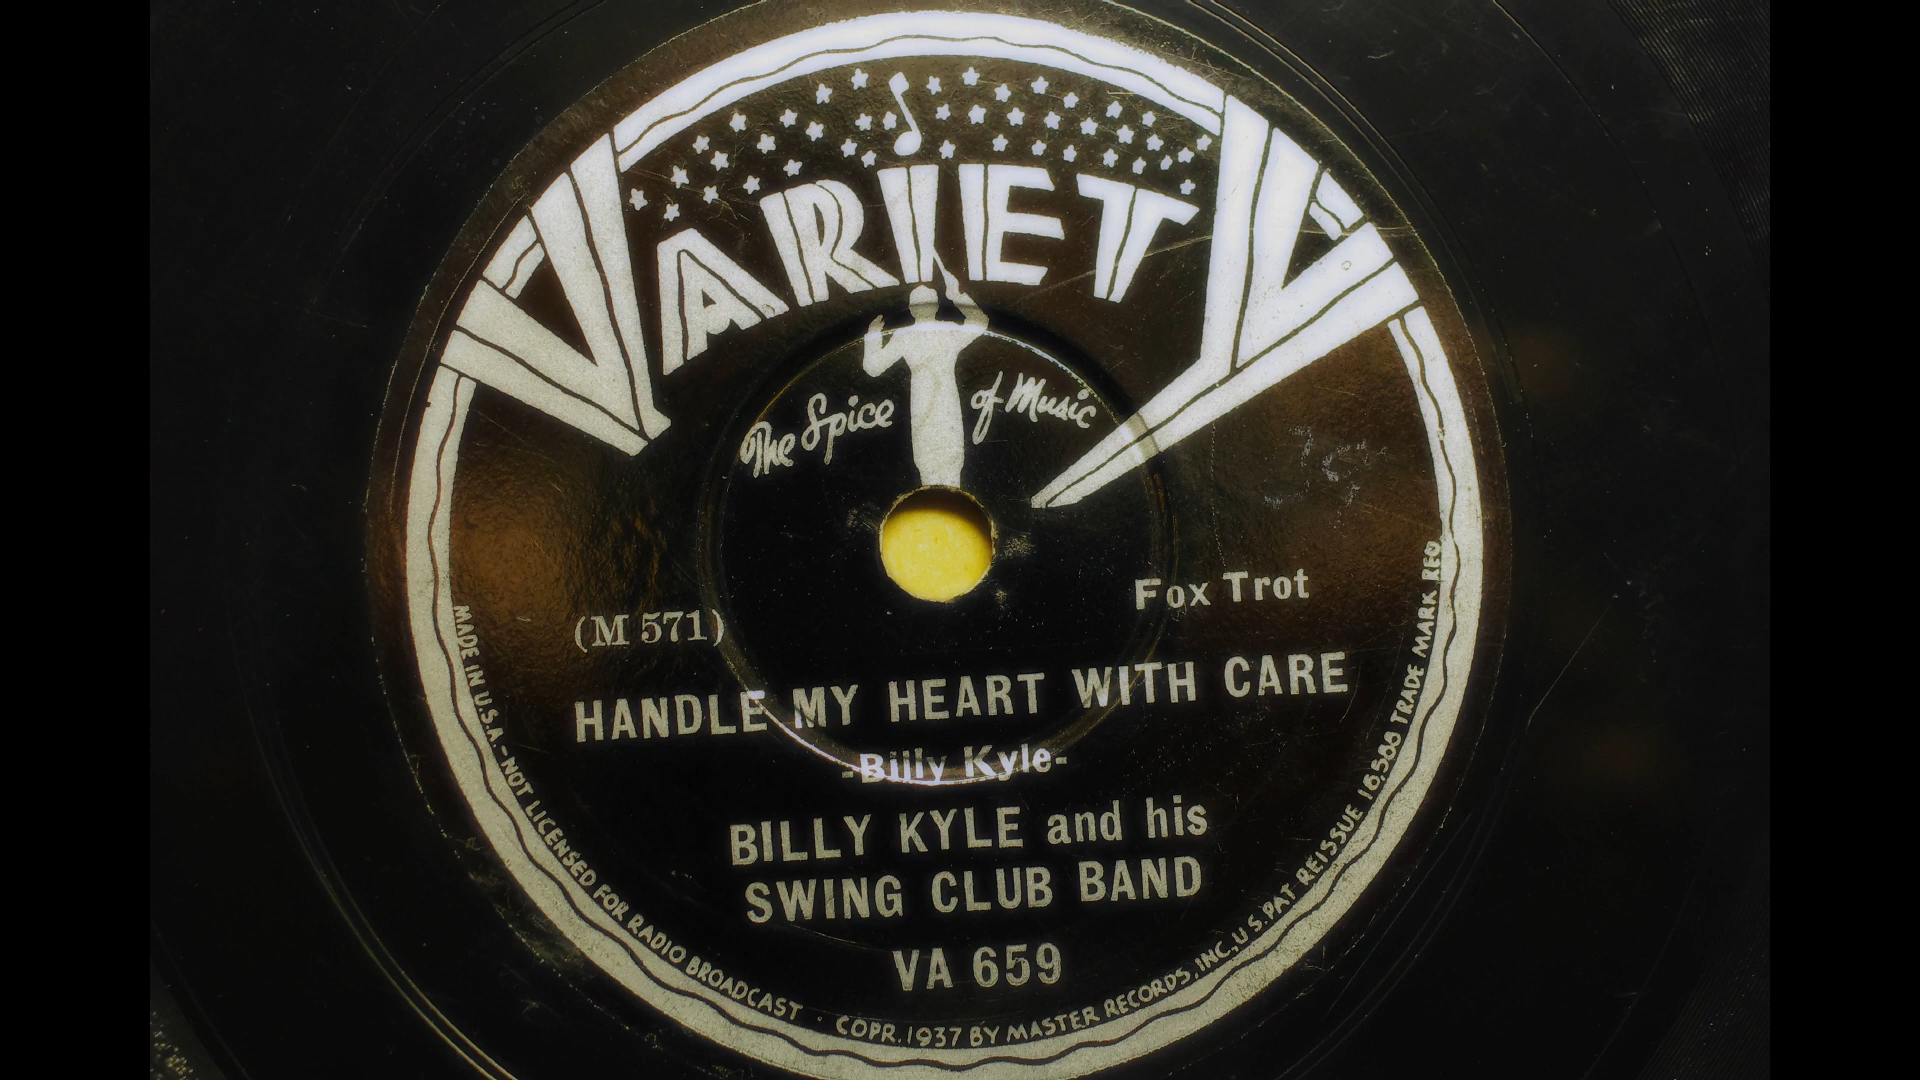 VARIETY
The Spice of Music
Fox Trot
(M 571)
HANDLE MY HEART WITH CARE
-Billy Kyle-
BILLY KYLE and his
SWING CLUB BAND
VA 659
MADE IN U.S.A. - NOT LICENSED FOR RADIO BROADCAST · COPR. 1937 BY MASTER RECORDS, INC., U.S. PAT REISSUE 16,588 TRADE MARK REG